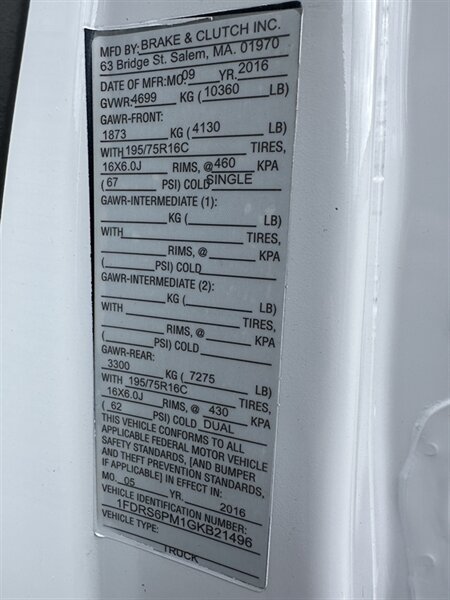 MFD BY: BRAKE & CLUTCH INC.
63 Bridge St. Salem, MA. 01970
DATE OF MFR: MO. 09 YR. 2016
GVWR: 4699 KG ( 10360 LB)
GAWR-FRONT:
1873 KG ( 4130 LB)
WITH 195/75R16C TIRES,
16X6.0J RIMS, @ 460 KPA
( 67 PSI) COLD SINGLE
GAWR-INTERMEDIATE (1):
KG ( LB)
WITH TIRES,
RIMS, @ KPA
( PSI) COLD
GAWR-INTERMEDIATE (2):
KG ( LB)
WITH TIRES,
RIMS, @ KPA
( PSI) COLD
GAWR-REAR:
3300 KG ( 7275 LB)
WITH 195/75R16C TIRES,
16X6.0J RIMS, @ 430 KPA
( 62 PSI) COLD DUAL
THIS VEHICLE CONFORMS TO ALL
APPLICABLE FEDERAL MOTOR VEHICLE
SAFETY STANDARDS, [AND BUMPER
AND THEFT PREVENTION STANDARDS,
IF APPLICABLE] IN EFFECT IN:
MO. 05 YR. 2016
VEHICLE IDENTIFICATION NUMBER:
1FDRS6PM1GKB21496
VEHICLE TYPE:
TRUCK